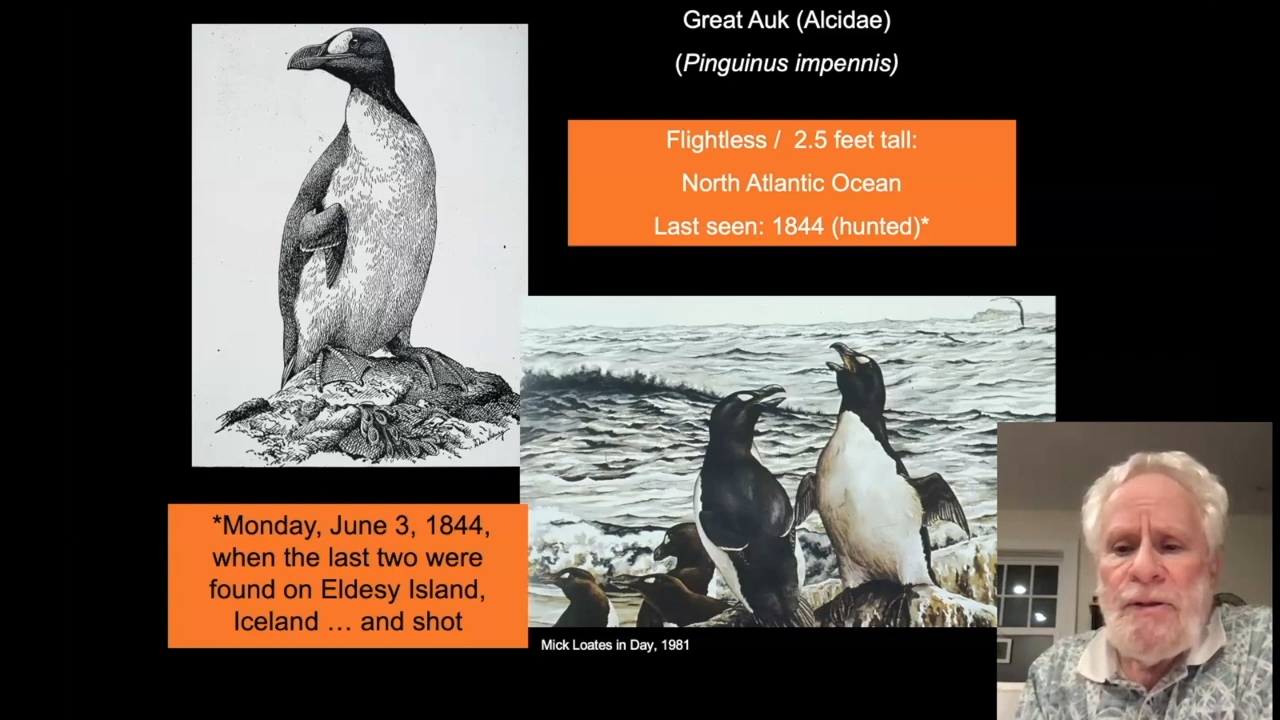 Great Auk (Alcidae)
(Pinguinus impennis)
Flightless / 2.5 feet tall:
North Atlantic Ocean
Last seen: 1844 (hunted)*
*Monday, June 3, 1844,
when the last two were
found on Eldesy Island,
Iceland … and shot
Mick Loates in Day, 1981